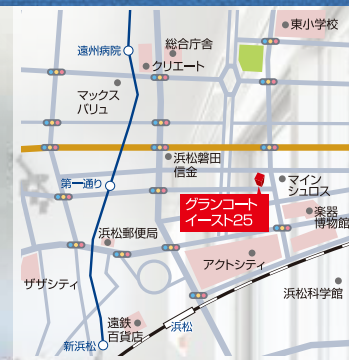 東小学校
遠州病院
総合庁舎
クリエート
マックス
バリュ
浜松磐田
信金
第一通り
マイン
シュロス
グランコート
イースト25
楽器
博物館
浜松郵便局
アクトシティ
ザザシティ
浜松科学館
遠鉄
百貨店
浜松
新浜松